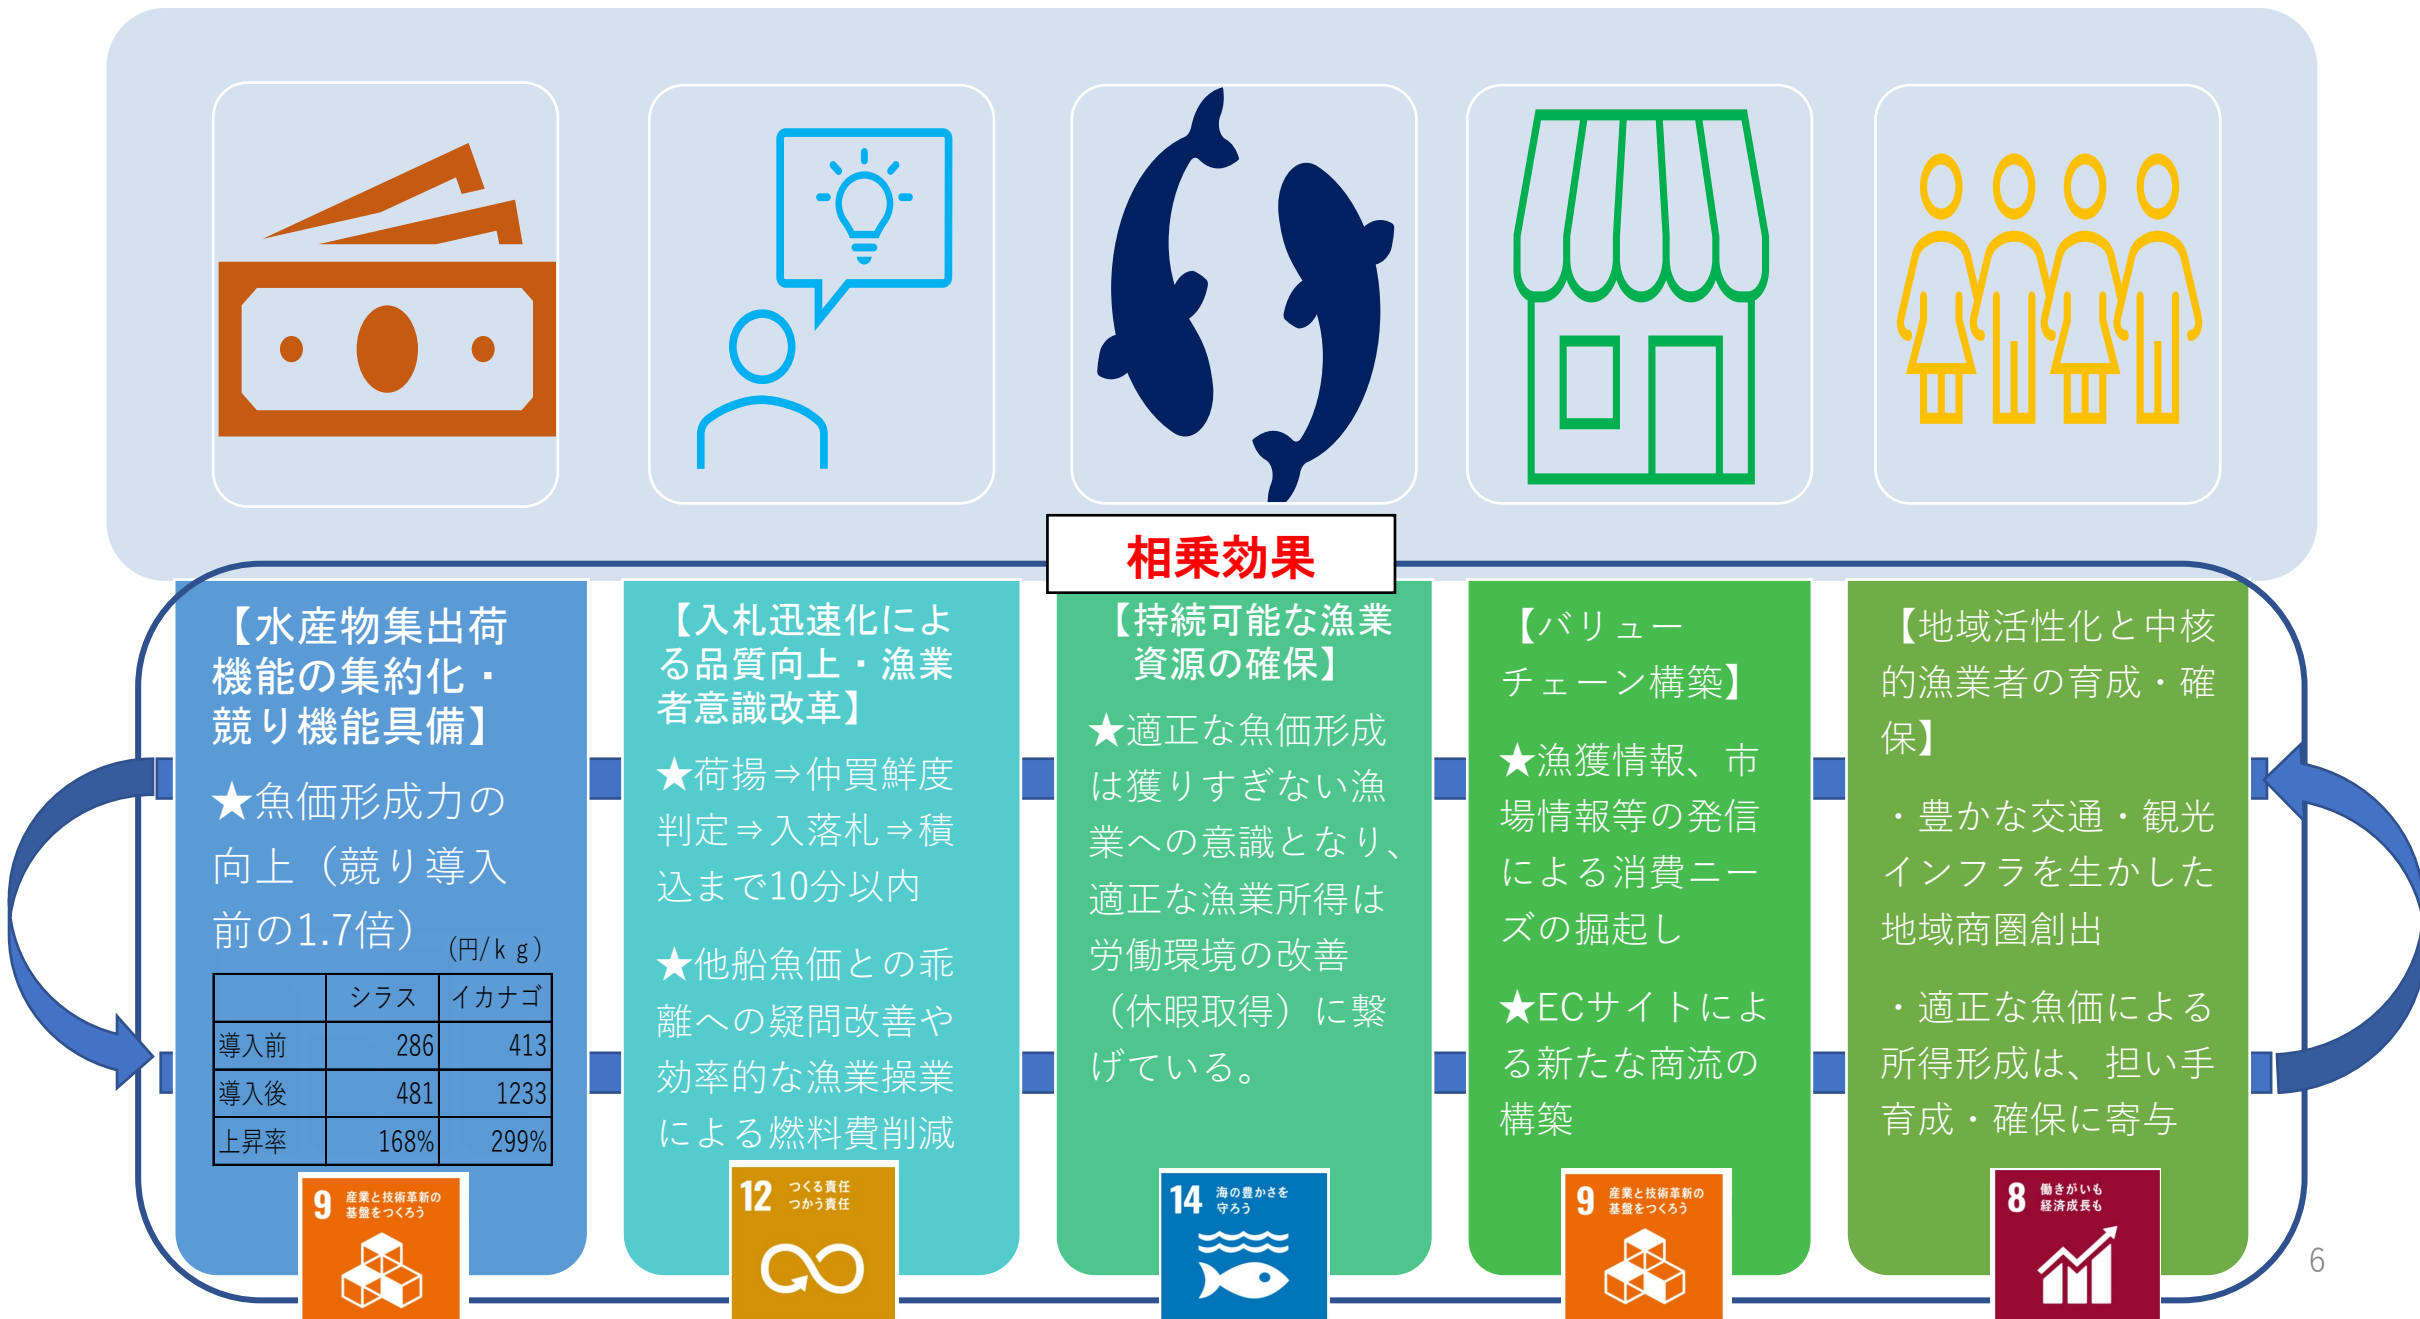 相乗効果
【水産物集出荷
機能の集約化・
競り機能具備】
★魚価形成力の
向上（競り導入
前の1.7倍）
（円/ｋｇ）
シラス イカナゴ
導入前 286 413
導入後 481 1233
上昇率 168% 299%
9 産業と技術革新の
基盤をつくろう
【入札迅速化によ
る品質向上・漁業
者意識改革】
★荷揚⇒仲買鮮度
判定⇒入落札⇒積
込まで10分以内
★他船魚価との乖
離への疑問改善や
効率的な漁業操業
による燃料費削減
12 つくる責任
つかう責任
【持続可能な漁業
資源の確保】
★適正な魚価形成
は獲りすぎない漁
業への意識となり、
適正な漁業所得は
労働環境の改善
（休暇取得）に繋
げている。
14 海の豊かさを
守ろう
【バリュー
チェーン構築】
★漁獲情報、市
場情報等の発信
による消費ニー
ズの掘起し
★ECサイトによ
る新たな商流の
構築
9 産業と技術革新の
基盤をつくろう
【地域活性化と中核
的漁業者の育成・確
保】
・豊かな交通・観光
インフラを生かした
地域商圏創出
・適正な魚価による
所得形成は、担い手
育成・確保に寄与
8 働きがいも
経済成長も
6